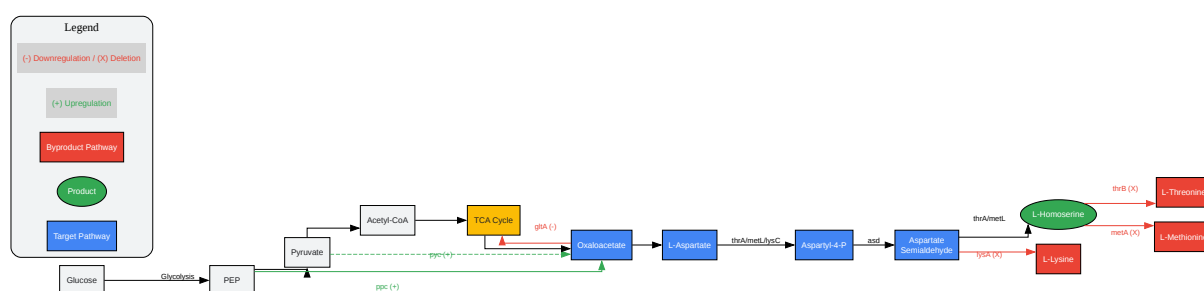 Legend
(-) Downregulation / (X) Deletion
(+) Upregulation
Byproduct Pathway
Product
Target Pathway
Glucose
Glycolysis
PEP
Pyruvate
Acetyl-CoA
TCA Cycle
gltA (-)
pyc (+)
ppc (+)
Oxaloacetate
L-Aspartate
thrA/metL/lysC
Aspartyl-4-P
asd
Aspartate
Semialdehyde
thrA/metL
lysA (X)
L-Homoserine
L-Lysine
thrB (X)
metA (X)
L-Threonine
L-Methionine